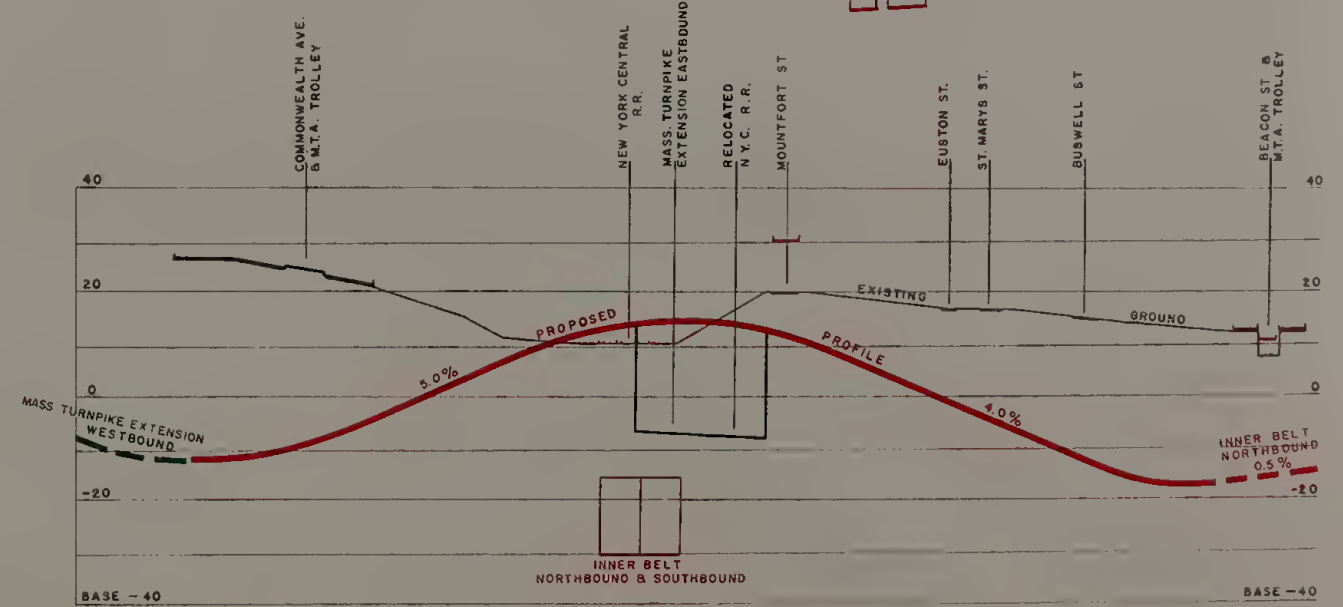 COMMONWEALTH AVE.
& M.T.A. TROLLEY
NEW YORK CENTRAL
R.R.
MASS. TURNPIKE
EXTENSION EASTBOUND
RELOCATED
N.Y.C. R.R.
MOUNTFORT ST
EUSTON ST.
ST. MARYS ST.
BUSWELL ST
BEACON ST &
M.T.A. TROLLEY
40
40
20
20
EXISTING
GROUND
PROPOSED
PROFILE
5.0%
4.0%
0
0
MASS TURNPIKE EXTENSION
WESTBOUND
INNER BELT
NORTHBOUND
0.5%
-20
-20
INNER BELT
NORTHBOUND & SOUTHBOUND
BASE -40
BASE -40